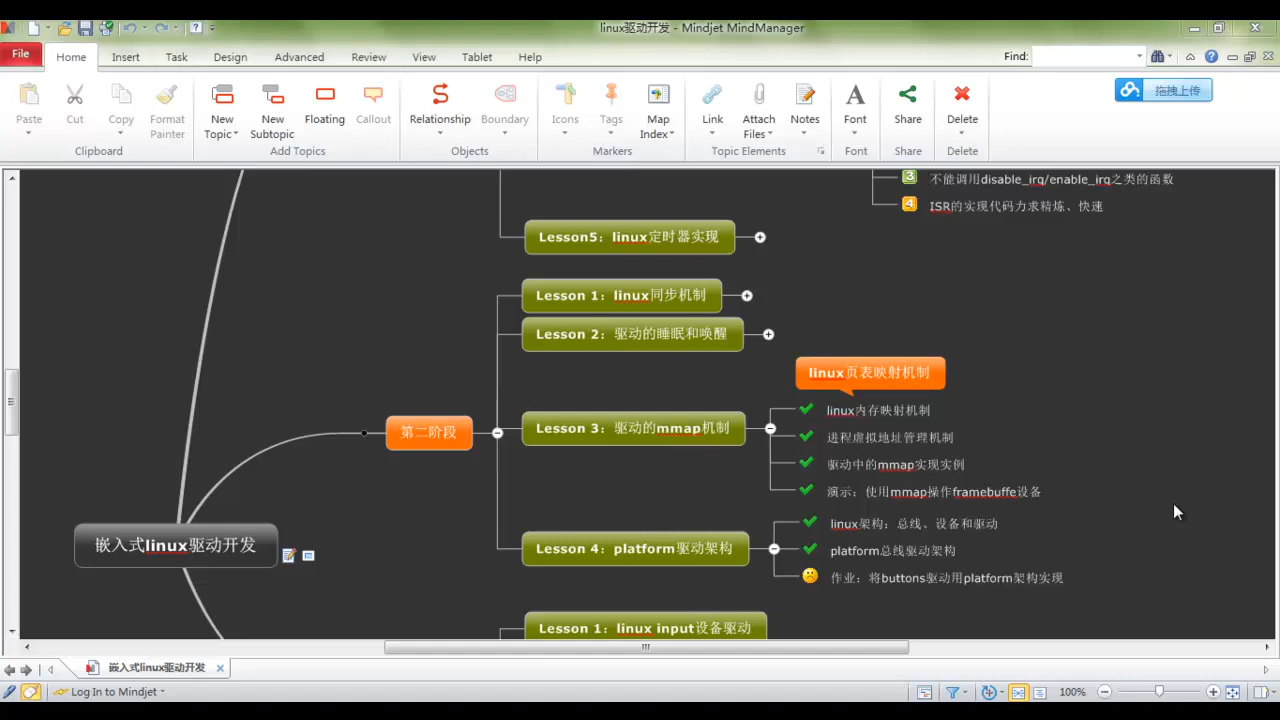 linux驱动开发 - Mindjet MindManager
File Home Insert Task Topic Design Advanced Review View Tablet Help Find:
拖拽上传
Paste Cut Copy Format Painter New Topic New Subtopic Floating Callout Relationship Boundary Icons Tags Map Index Link Attach Files Notes Font Share Delete
Clipboard Add Topics Objects Markers Topic Elements Font Share Delete
3 不能调用disable_irq/enable_irq之类的函数
4 ISR的实现代码力求精炼、快速
Lesson5：linux定时器实现
Lesson 1：linux同步机制
Lesson 2：驱动的睡眠和唤醒
linux页表映射机制
linux内存映射机制
第二阶段
Lesson 3：驱动的mmap机制
进程虚拟地址管理机制
驱动中的mmap实现实例
演示：使用mmap操作framebuffe设备
linux架构：总线、设备和驱动
嵌入式linux驱动开发
Lesson 4：platform驱动架构
platform总线驱动架构
作业：将buttons驱动用platform架构实现
Lesson 1：linux input设备驱动
嵌入式linux驱动开发
Log In to Mindjet
100%